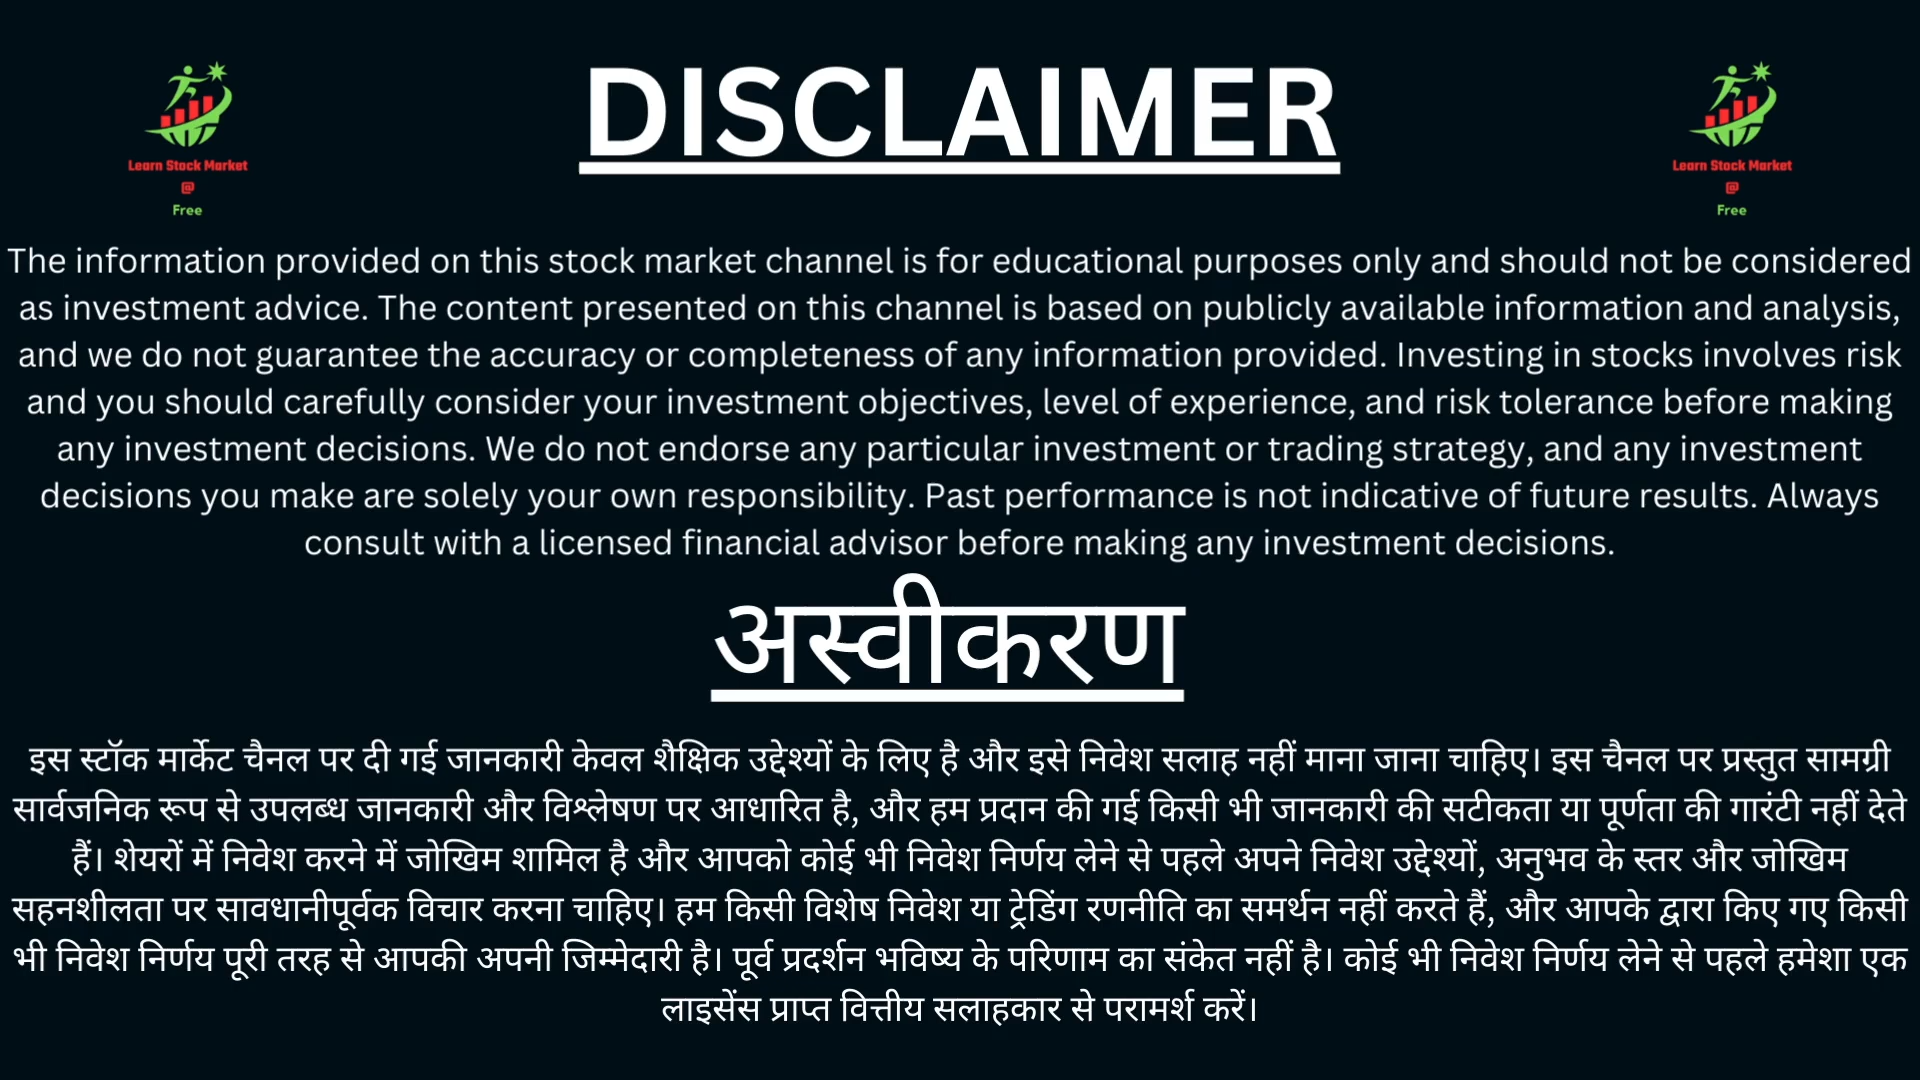 DISCLAIMER
Learn Stock Market
@
Free
Learn Stock Market
@
Free
The information provided on this stock market channel is for educational purposes only and should not be considered
as investment advice. The content presented on this channel is based on publicly available information and analysis,
and we do not guarantee the accuracy or completeness of any information provided. Investing in stocks involves risk
and you should carefully consider your investment objectives, level of experience, and risk tolerance before making
any investment decisions. We do not endorse any particular investment or trading strategy, and any investment
decisions you make are solely your own responsibility. Past performance is not indicative of future results. Always
consult with a licensed financial advisor before making any investment decisions.
अस्वीकरण
इस स्टॉक मार्केट चैनल पर दी गई जानकारी केवल शैक्षिक उद्देश्यों के लिए है और इसे निवेश सलाह नहीं माना जाना चाहिए। इस चैनल पर प्रस्तुत सामग्री
सार्वजनिक रूप से उपलब्ध जानकारी और विश्लेषण पर आधारित है, और हम प्रदान की गई किसी भी जानकारी की सटीकता या पूर्णता की गारंटी नहीं देते
हैं। शेयरों में निवेश करने में जोखिम शामिल है और आपको कोई भी निवेश निर्णय लेने से पहले अपने निवेश उद्देश्यों, अनुभव के स्तर और जोखिम
सहनशीलता पर सावधानीपूर्वक विचार करना चाहिए। हम किसी विशेष निवेश या ट्रेडिंग रणनीति का समर्थन नहीं करते हैं, और आपके द्वारा किए गए किसी
भी निवेश निर्णय पूरी तरह से आपकी अपनी जिम्मेदारी है। पूर्व प्रदर्शन भविष्य के परिणाम का संकेत नहीं है। कोई भी निवेश निर्णय लेने से पहले हमेशा एक
लाइसेंस प्राप्त वित्तीय सलाहकार से परामर्श करें।